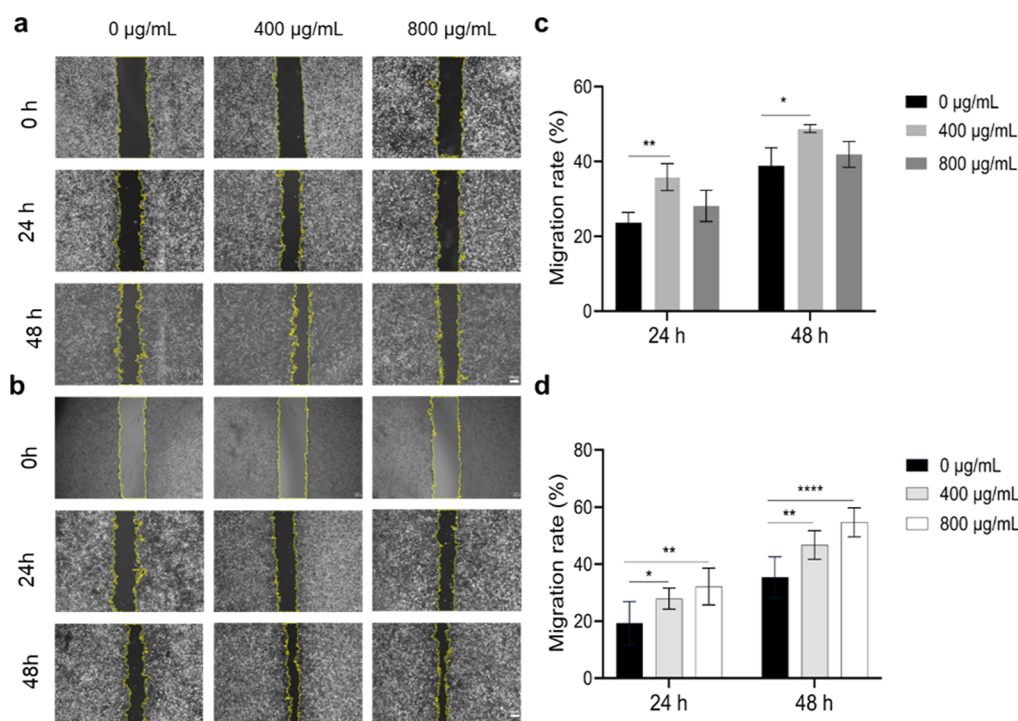 a
0 µg/mL 400 µg/mL 800 µg/mL
0 h
24 h
48 h
b
0h
24h
48h
c
Migration rate (%)
60
40
20
0
** *
24 h 48 h
0 µg/mL
400 µg/mL
800 µg/mL
d
Migration rate (%)
80
60
40
20
0
** *
**** **
24 h 48 h
0 µg/mL
400 µg/mL
800 µg/mL